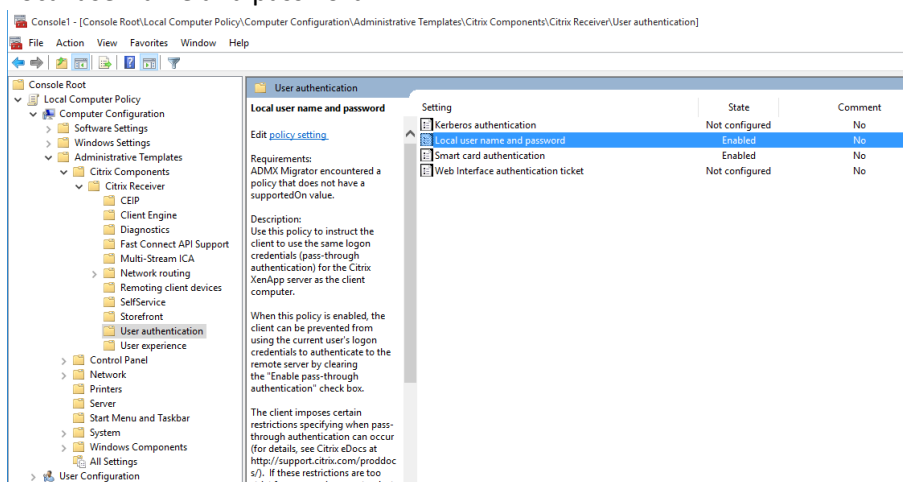 Local user name and password
Console1 - [Console Root\Local Computer Policy\Computer Configuration\Administrative Templates\Citrix Components\Citrix Receiver\User authentication]
File Action View Favorites Window Help
Console Root
Local Computer Policy
Computer Configuration
Software Settings
Windows Settings
Administrative Templates
Citrix Components
Citrix Receiver
CEIP
Client Engine
Diagnostics
Fast Connect API Support
Multi-Stream ICA
Network routing
Remoting client devices
SelfService
Storefront
User authentication
User experience
Control Panel
Network
Printers
Server
Start Menu and Taskbar
System
Windows Components
All Settings
User Configuration
User authentication
Local user name and password
Edit policy setting
Requirements:
ADMX Migrator encountered a
policy that does not have a
supportedOn value.
Description:
Use this policy to instruct the
client to use the same logon
credentials (pass-through
authentication) for the Citrix
XenApp server as the client
computer.
When this policy is enabled, the
client can be prevented from
using the current user's logon
credentials to authenticate to the
remote server by clearing
the "Enable pass-through
authentication" check box.
The client imposes certain
restrictions specifying when pass-
through authentication can occur
(for details, see Citrix eDocs at
http://support.citrix.com/proddoc
s/). If these restrictions are too
Setting State Comment
Kerberos authentication Not configured No
Local user name and password Enabled No
Smart card authentication Enabled No
Web Interface authentication ticket Not configured No